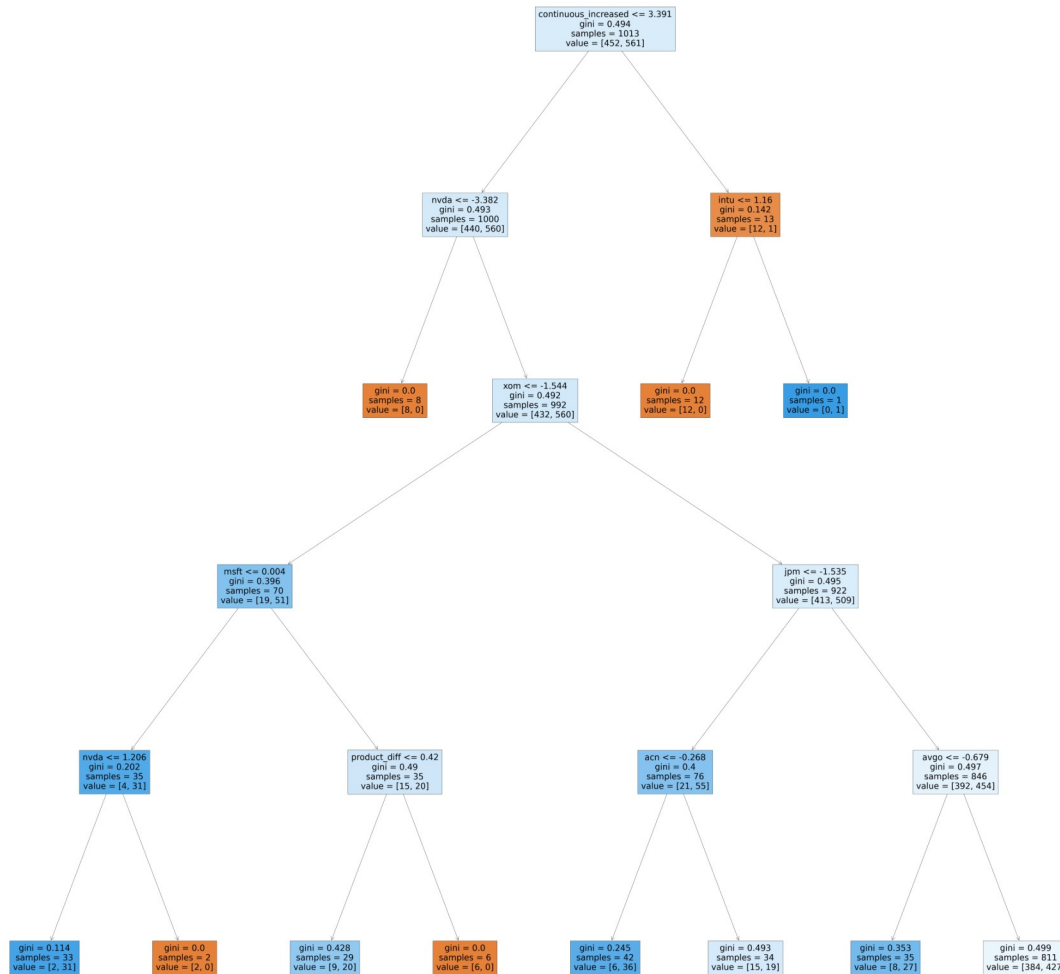 continuous_increased <= 3.391
gini = 0.494
samples = 1013
value = [452, 561]
nvda <= -3.382
gini = 0.493
samples = 1000
value = [440, 560]
intu <= 1.16
gini = 0.142
samples = 13
value = [12, 1]
gini = 0.0
samples = 8
value = [8, 0]
xom <= -1.544
gini = 0.492
samples = 992
value = [432, 560]
gini = 0.0
samples = 12
value = [12, 0]
gini = 0.0
samples = 1
value = [0, 1]
msft <= 0.004
gini = 0.396
samples = 70
value = [19, 51]
jpm <= -1.535
gini = 0.495
samples = 922
value = [413, 509]
nvda <= 1.206
gini = 0.202
samples = 35
value = [4, 31]
product_diff <= 0.42
gini = 0.49
samples = 35
value = [15, 20]
acn <= -0.268
gini = 0.4
samples = 76
value = [21, 55]
avgo <= -0.679
gini = 0.497
samples = 846
value = [392, 454]
gini = 0.114
samples = 33
value = [2, 31]
gini = 0.0
samples = 2
value = [2, 0]
gini = 0.428
samples = 29
value = [9, 20]
gini = 0.0
samples = 6
value = [6, 0]
gini = 0.245
samples = 42
value = [6, 36]
gini = 0.493
samples = 34
value = [15, 19]
gini = 0.353
samples = 35
value = [8, 27]
gini = 0.499
samples = 811
value = [384,